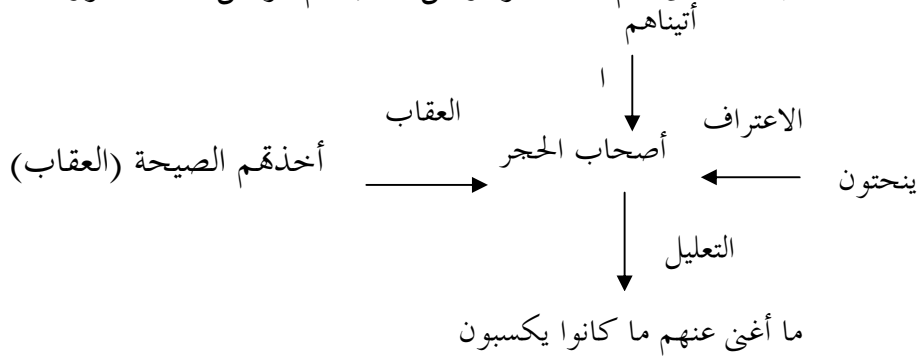 أتيناهم
ا
الاعتراف
العقاب
أصحاب الحجر
أخذتهم الصيحة (العقاب)
ينحتون
التعليل
ما أغنى عنهم ما كانوا يكسبون